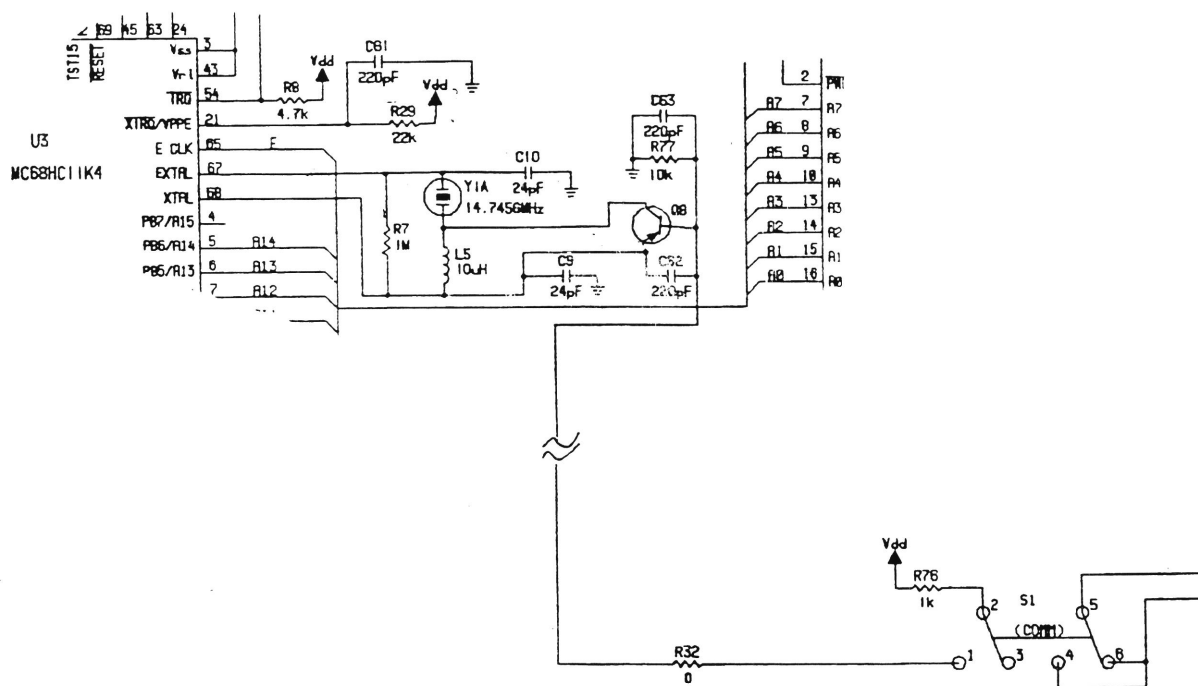 69 45 63 24
TST15
RESET
Vss 3
Vrl 43
IRQ 54
XIRQ/VPPE 21
E CLK 65 E
EXTAL 67
XTAL 68
PB7/A15 4
PB6/A14 5 A14
PB5/A13 6 A13
7 A12
U3
MC68HC11K4
R8
4.7k
Vdd
C61
220pF
Vdd
R29
22k
C10
24pF
Y1A
14.7456MHz
R7
1M
L5
10uH
C9
24pF
C62
220pF
Q8
C63
220pF
R77
10k
2
A7 7 A7
A6 8 A6
A5 9 A5
A4 10 A4
A3 13 A3
A2 14 A2
A1 15 A1
A0 16 A0
Vdd
R76
1k
2
S1
(COMM)
5
R32
0
1
3
4
6